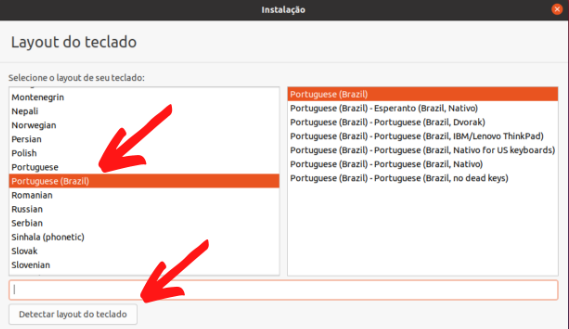 Instalação
Layout do teclado
Selecione o layout de seu teclado:
Montenegrin
Nepali
Norwegian
Persian
Polish
Portuguese
Portuguese (Brazil)
Romanian
Russian
Serbian
Sinhala (phonetic)
Slovak
Slovenian
Portuguese (Brazil)
Portuguese (Brazil) - Esperanto (Brazil, Nativo)
Portuguese (Brazil) - Portuguese (Brazil, Dvorak)
Portuguese (Brazil) - Portuguese (Brazil, IBM/Lenovo ThinkPad)
Portuguese (Brazil) - Portuguese (Brazil, Nativo for US keyboards)
Portuguese (Brazil) - Portuguese (Brazil, Nativo)
Portuguese (Brazil) - Portuguese (Brazil, no dead keys)
Detectar layout do teclado